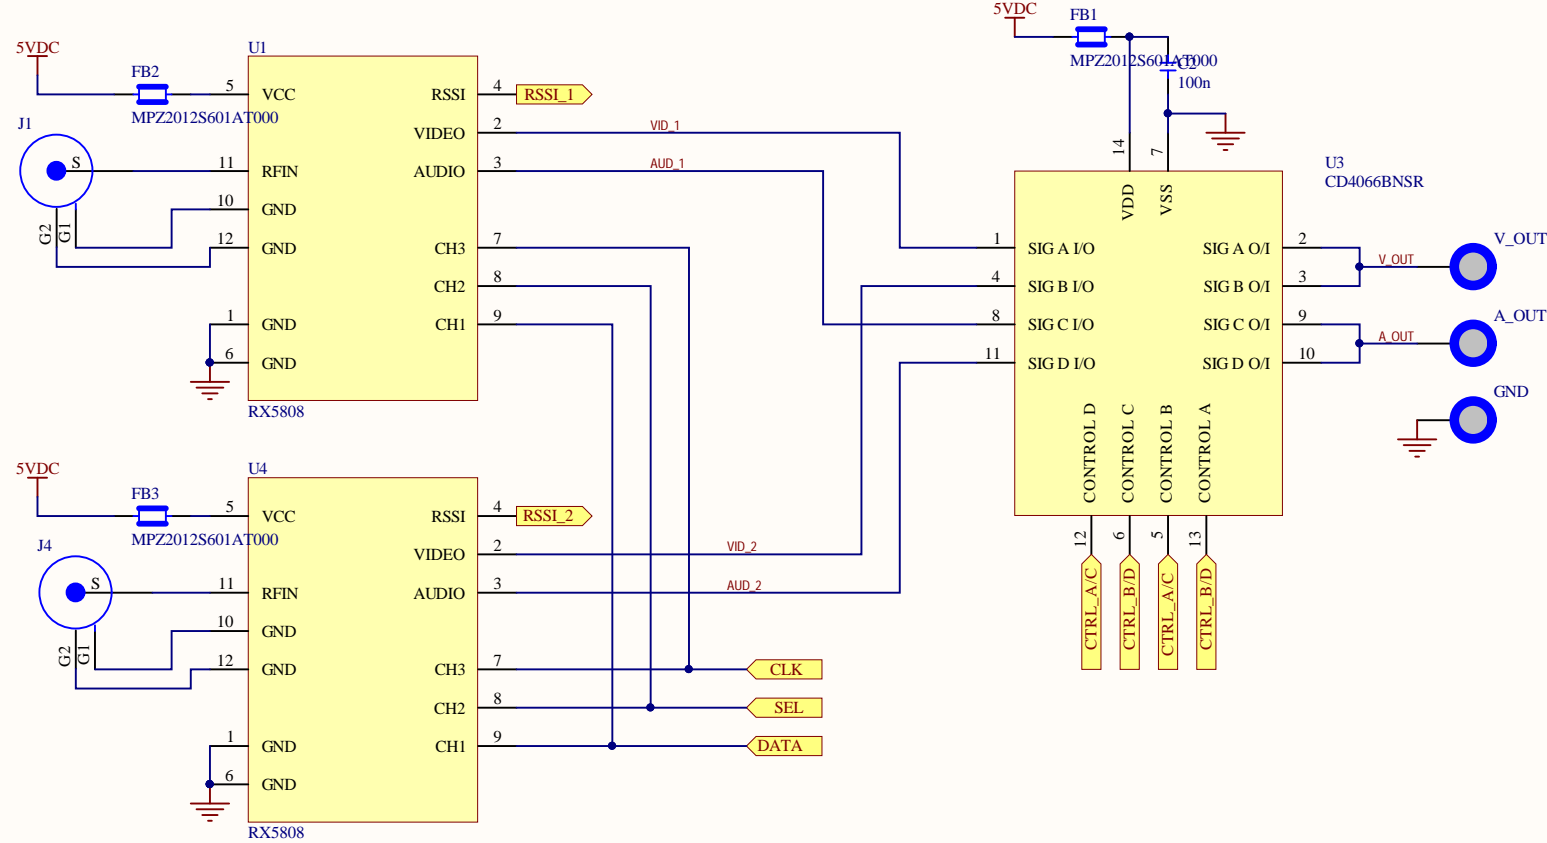 5VDC
FB2
MPZ2012S601AT000
J1
S
G2
G1
U1
5 VCC
11 RFIN
10 GND
12 GND
1 GND
6 GND
RSSI 4 RSSI_1
VIDEO 2 VID_1
AUDIO 3 AUD_1
CH3 7
CH2 8
CH1 9
RX5808
5VDC
FB3
MPZ2012S601AT000
J4
S
G2
G1
U4
5 VCC
11 RFIN
10 GND
12 GND
1 GND
6 GND
RSSI 4 RSSI_2
VIDEO 2 VID_2
AUDIO 3 AUD_2
CH3 7 CLK
CH2 8 SEL
CH1 9 DATA
RX5808
5VDC
FB1
MPZ2012S601AT000
C2
100n
14 VDD
7 VSS
U3
CD4066BNSR
1 SIG A I/O
4 SIG B I/O
8 SIG C I/O
11 SIG D I/O
SIG A O/I 2
SIG B O/I 3
SIG C O/I 9
SIG D O/I 10
CONTROL D 12 CTRL_A/C
CONTROL C 6 CTRL_B/D
CONTROL B 5 CTRL_A/C
CONTROL A 13 CTRL_B/D
V_OUT V_OUT
A_OUT A_OUT
GND